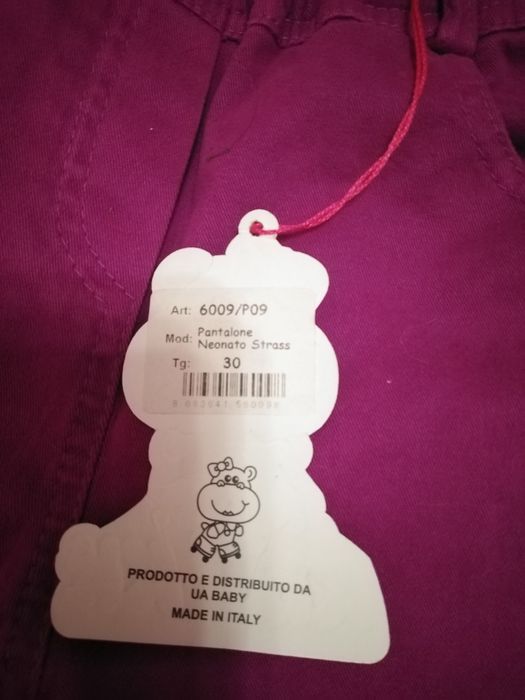 Art: 6009/P09
Mod: Pantalone
Neonato Strass
Tg: 30
PRODOTTO E DISTRIBUITO DA
UA BABY
MADE IN ITALY